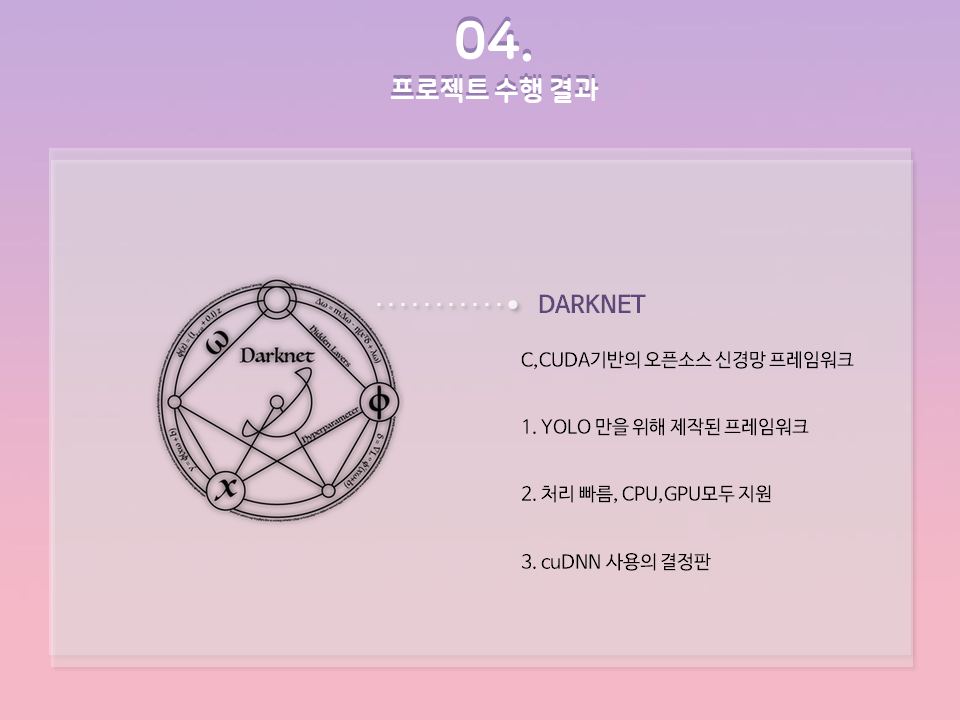 04.
프로젝트 수행 결과
DARKNET
C,CUDA기반의 오픈소스 신경망 프레임워크
1. YOLO 만을 위해 제작된 프레임워크
2. 처리 빠름, CPU,GPU모두 지원
3. cuDNN 사용의 결정판
Darknet
Hidden Layers
Hyperparameter
ω
ϕ
x